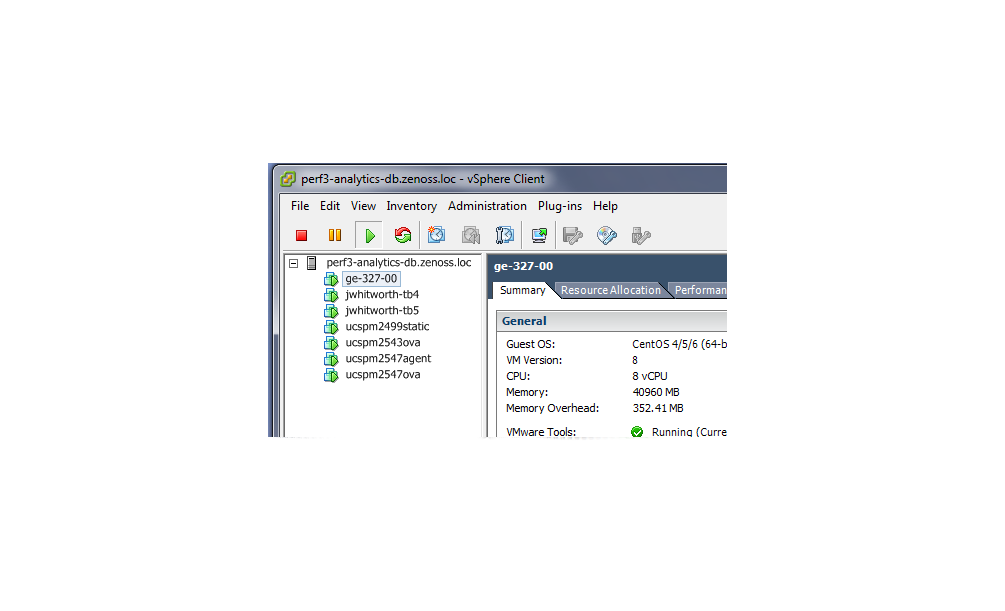 perf3-analytics-db.zenoss.loc - vSphere Client
File Edit View Inventory Administration Plug-ins Help
perf3-analytics-db.zenoss.loc
ge-327-00
jwhitworth-tb4
jwhitworth-tb5
ucspm2499static
ucspm2543ova
ucspm2547agent
ucspm2547ova
ge-327-00
Summary Resource Allocation Performan
General
Guest OS: CentOS 4/5/6 (64-b
VM Version: 8
CPU: 8 vCPU
Memory: 40960 MB
Memory Overhead: 352.41 MB
VMware Tools: Running (Curre